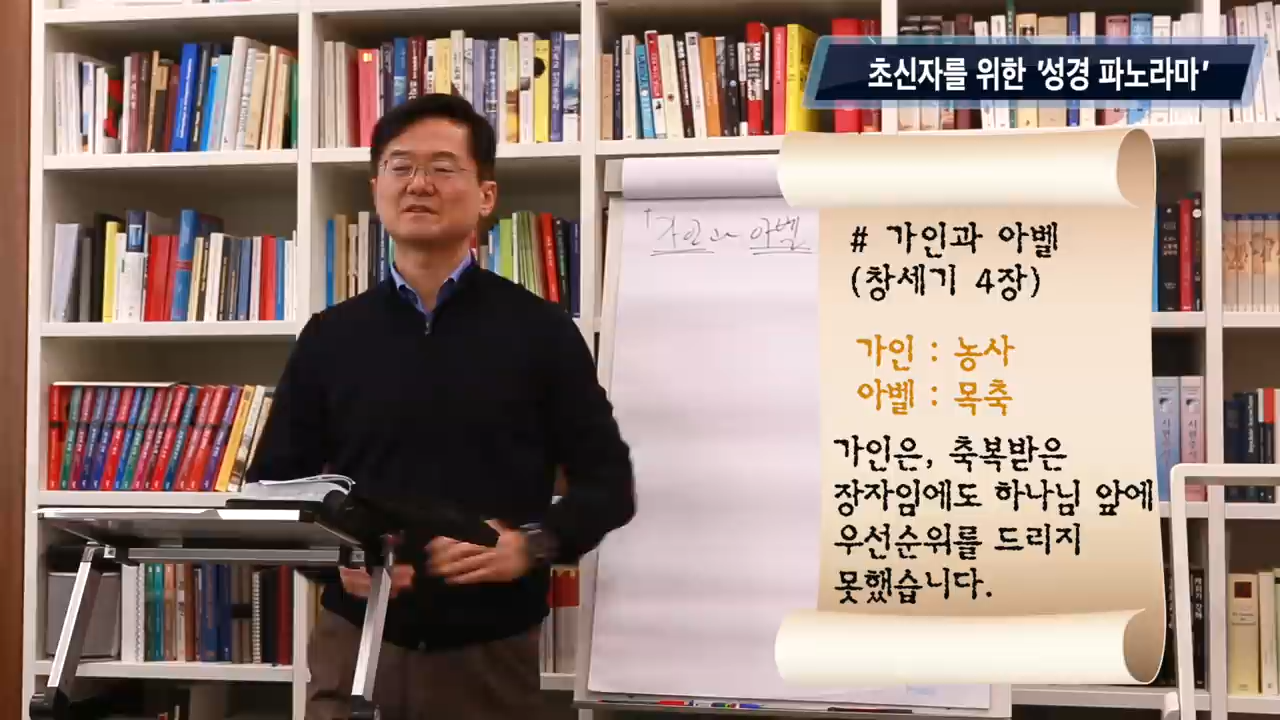 초신자를 위한 '성경 파노라마'
가인과 아벨
# 가인과 아벨
(창세기 4장)
가인 : 농사
아벨 : 목축
가인은, 축복받은
장자임에도 하나님 앞에
우선순위를 드리지
못했습니다.